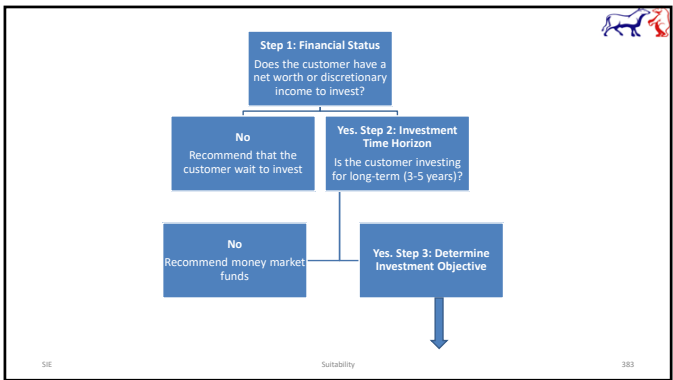 Step 1: Financial Status
Does the customer have a
net worth or discretionary
income to invest?
No
Recommend that the
customer wait to invest
Yes. Step 2: Investment
Time Horizon
Is the customer investing
for long-term (3-5 years)?
No
Recommend money market
funds
Yes. Step 3: Determine
Investment Objective
SIE
Suitability
383